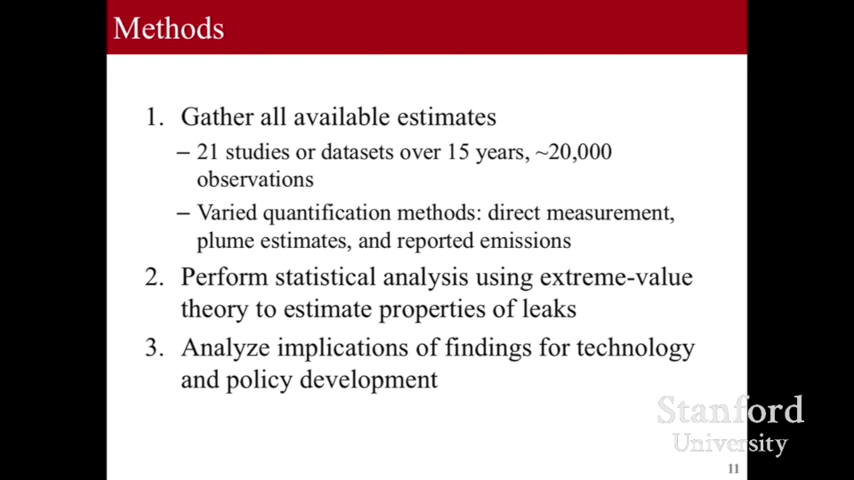 Methods
1. Gather all available estimates
– 21 studies or datasets over 15 years, ~20,000
observations
– Varied quantification methods: direct measurement,
plume estimates, and reported emissions
2. Perform statistical analysis using extreme-value
theory to estimate properties of leaks
3. Analyze implications of findings for technology
and policy development
Stanford
University
11